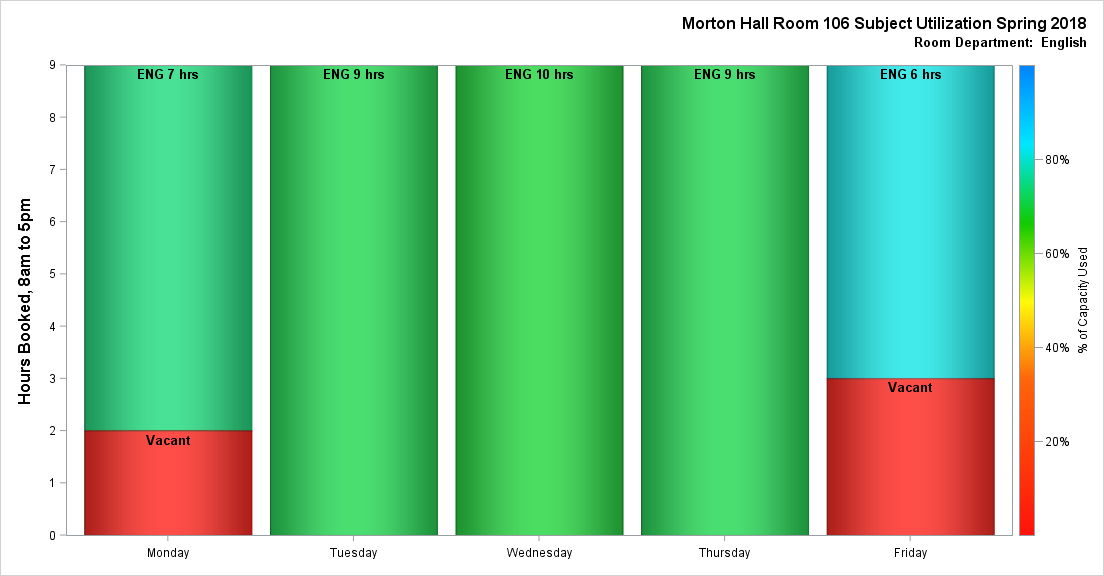 Morton Hall Room 106 Subject Utilization Spring 2018
Room Department: English
Hours Booked, 8am to 5pm
9
8
7
6
5
4
3
2
1
0
ENG 7 hrs
ENG 9 hrs
ENG 10 hrs
ENG 9 hrs
ENG 6 hrs
Vacant
Vacant
Monday
Tuesday
Wednesday
Thursday
Friday
80%
60%
40%
20%
% of Capacity Used